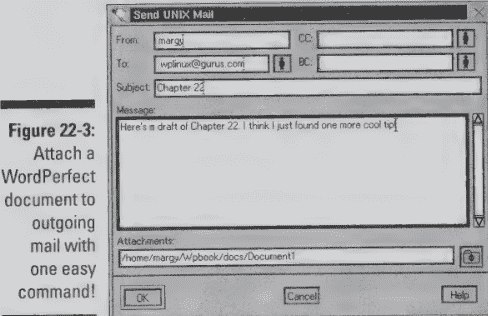 Send UNIX Mail
From: margy CC:
To: wplinux@gurus.com BC:
Subject: Chapter 22
Message:
Here's a draft of Chapter 22. I think I just found one more cool tip!
Attachments:
/home/margy/Wpbook/docs/Document1
OK Cancel Help
Figure 22-3:
Attach a
WordPerfect
document to
outgoing
mail with
one easy
command!